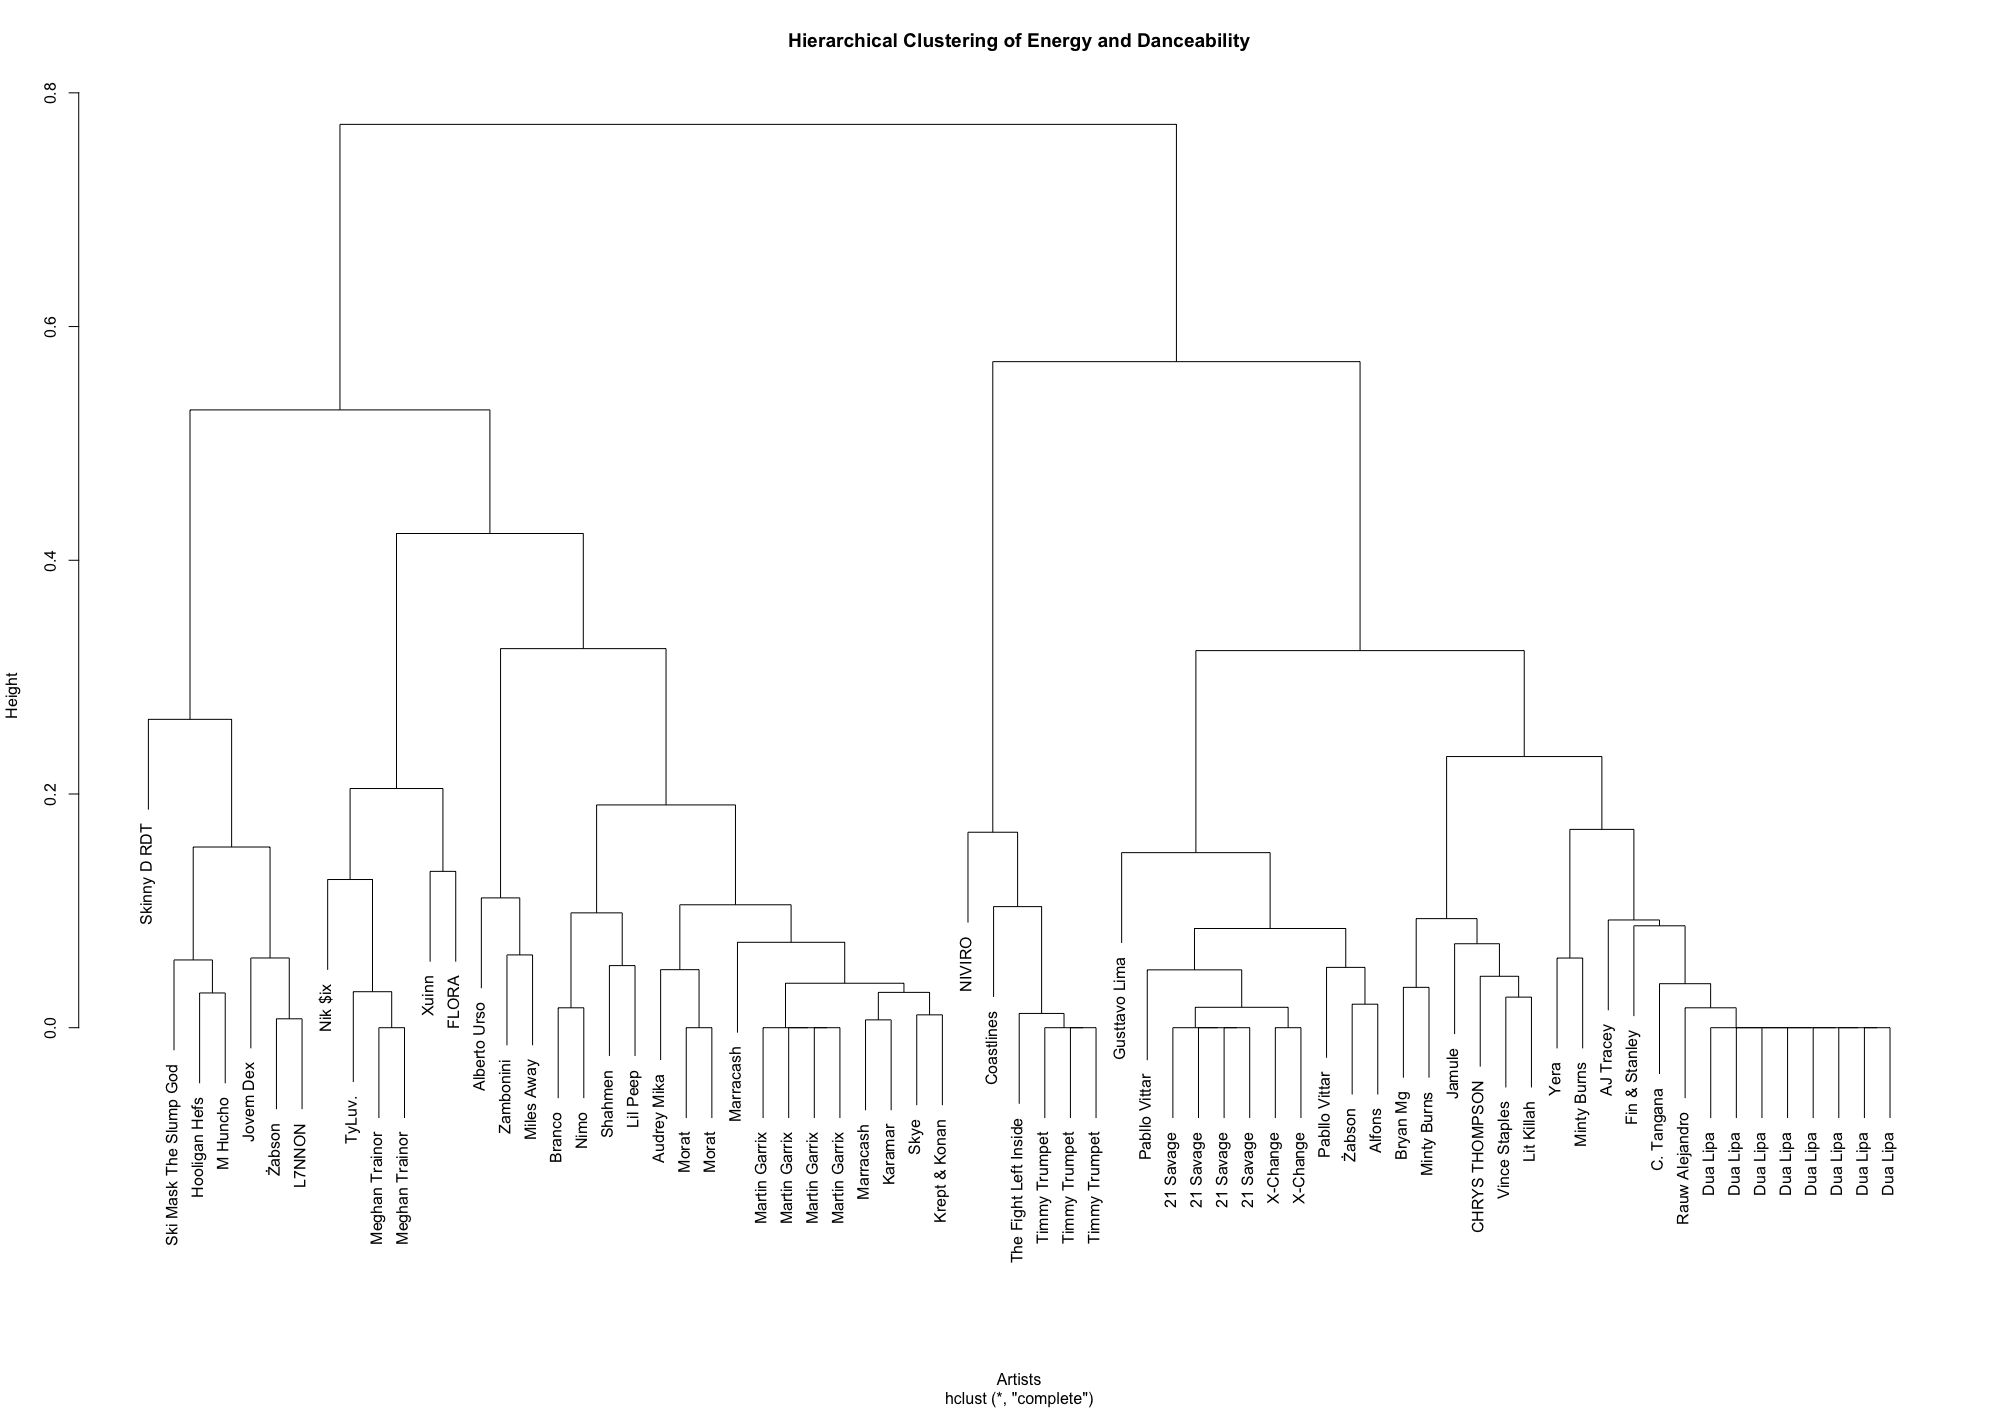 Hierarchical Clustering of Energy and Danceability
Height
0.8
0.6
0.4
0.2
0.0
Skinny D RDT
Ski Mask The Slump God
Hooligan Hefs
M Huncho
Jovem Dex
Żabson
L7NNON
Nik $ix
TyLuv.
Meghan Trainor
Meghan Trainor
Xuinn
FLORA
Alberto Urso
Zambonini
Miles Away
Branco
Nimo
Shahmen
Lil Peep
Audrey Mika
Morat
Morat
Marracash
Martin Garrix
Martin Garrix
Martin Garrix
Martin Garrix
Marracash
Karamar
Skye
Krept & Konan
NIVIRO
Coastlines
The Fight Left Inside
Timmy Trumpet
Timmy Trumpet
Timmy Trumpet
Gusttavo Lima
Pabllo Vittar
21 Savage
21 Savage
21 Savage
21 Savage
X-Change
X-Change
Pabllo Vittar
Żabson
Alfons
Bryan Mg
Minty Burns
Jamule
CHRYS THOMPSON
Vince Staples
Lit Killah
Yera
Minty Burns
AJ Tracey
Fin & Stanley
C. Tangana
Rauw Alejandro
Dua Lipa
Dua Lipa
Dua Lipa
Dua Lipa
Dua Lipa
Dua Lipa
Dua Lipa
Dua Lipa
Artists
hclust (*, "complete")